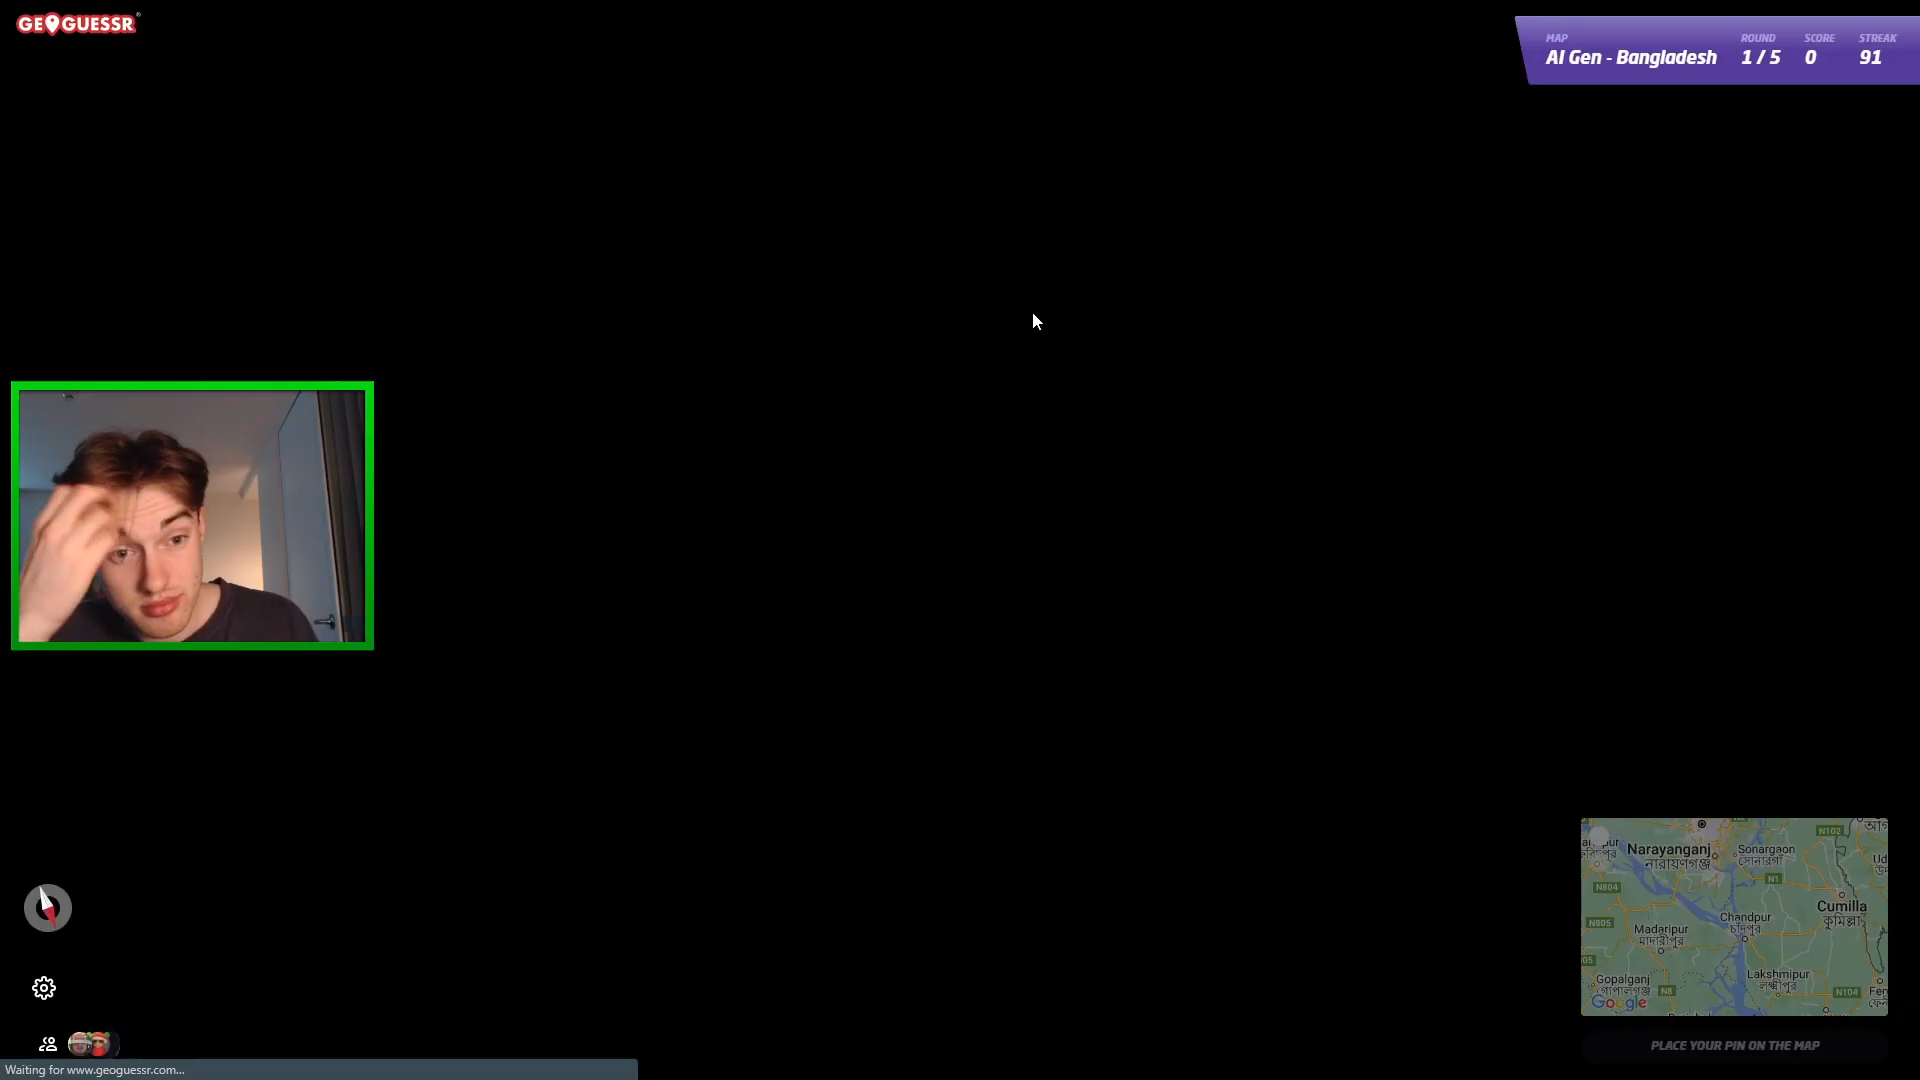 GEOGUESSR
MAP ROUND SCORE STREAK
AI Gen - Bangladesh 1 / 5 0 91
N102
Narayanganj
নারায়ণগঞ্জ
Sonargaon
সোনারগাঁ
N1
N804
Cumilla
কুমিল্লা
N805
Chandpur
চাঁদপুর
Madaripur
মাদারীপুর
Lakshmipur
লক্ষ্মীপুর
Gopalganj
গোপালগঞ্জ
N8
N104
Google
PLACE YOUR PIN ON THE MAP
Waiting for www.geoguessr.com...